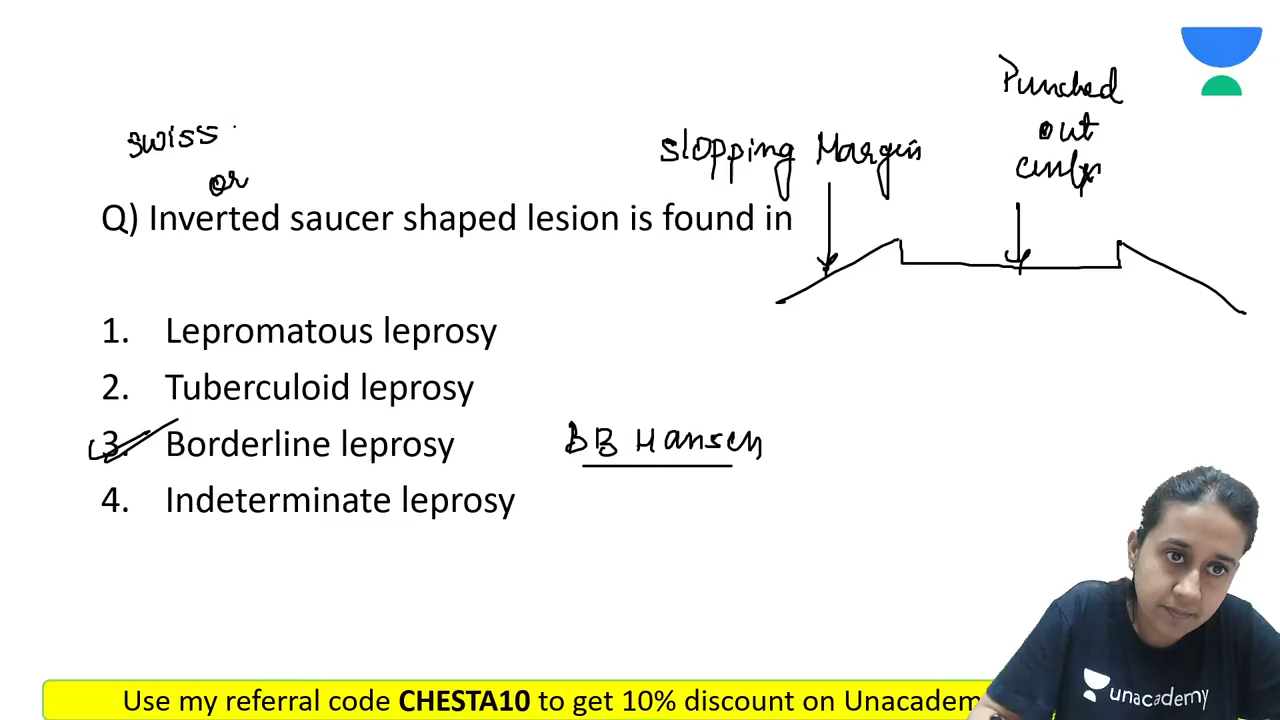 swiss
or
Slopping Margin
Punched
out
Q) Inverted saucer shaped lesion is found in
1. Lepromatous leprosy
2. Tuberculoid leprosy
3. Borderline leprosy
BB Hansen
4. Indeterminate leprosy
unacademy
Use my referral code CHESTA10 to get 10% discount on Unacadem